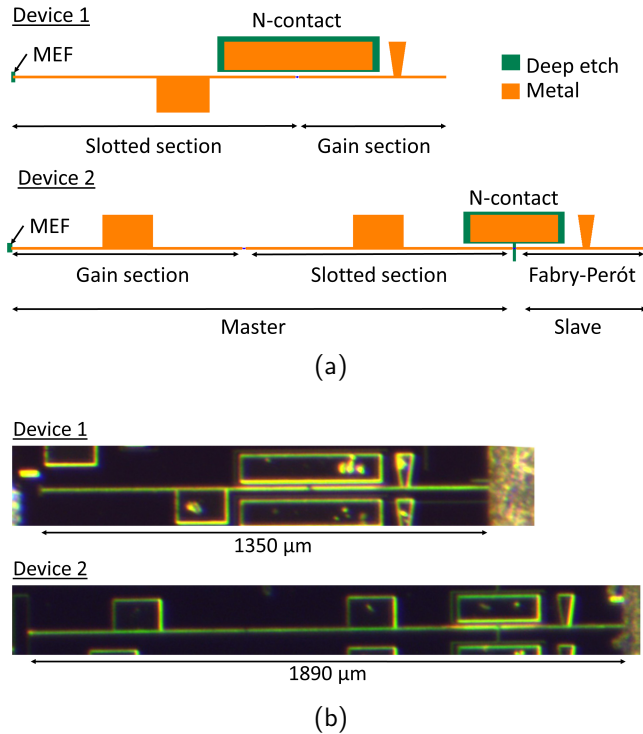 Device 1
N-contact
MEF
Deep etch
Metal
Slotted section
Gain section
Device 2
N-contact
MEF
Gain section
Slotted section
Fabry-Perót
Master
Slave
(a)
Device 1
1350 μm
Device 2
1890 μm
(b)